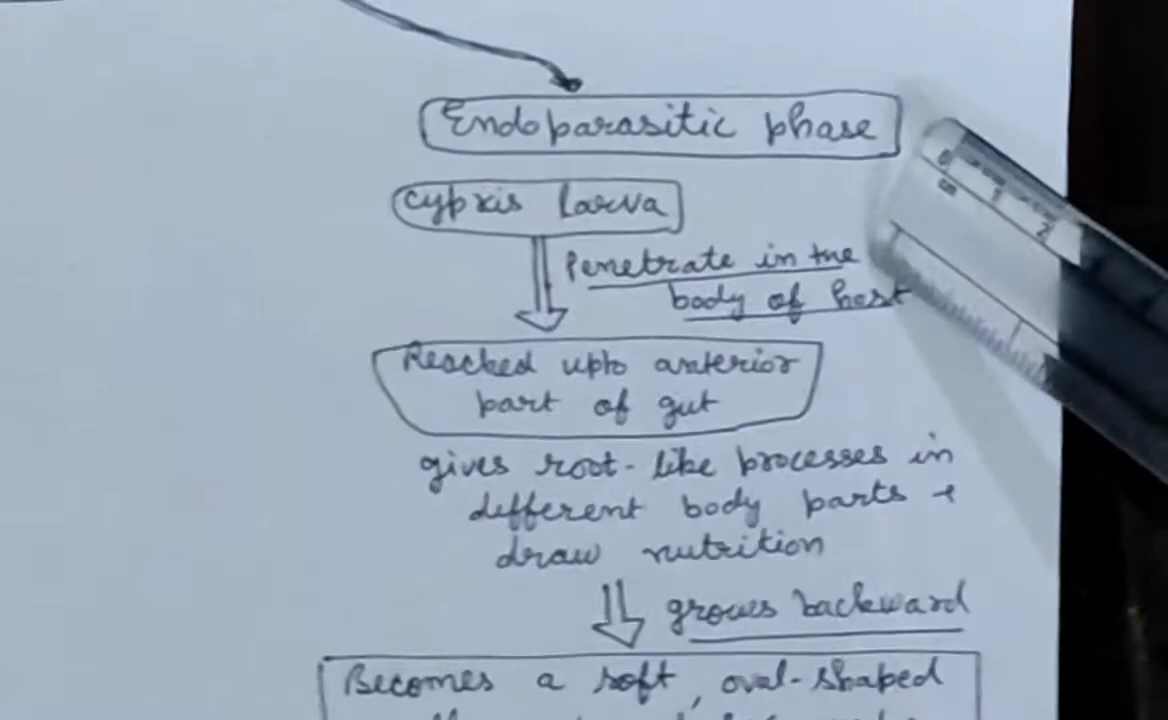 Endoparasitic phase
Cypris larva
Penetrate in the
body of host
Reached upto anterior
part of gut
gives root-like processes in
different body parts +
draw nutrition
grows backward
Becomes a soft, oval-shaped